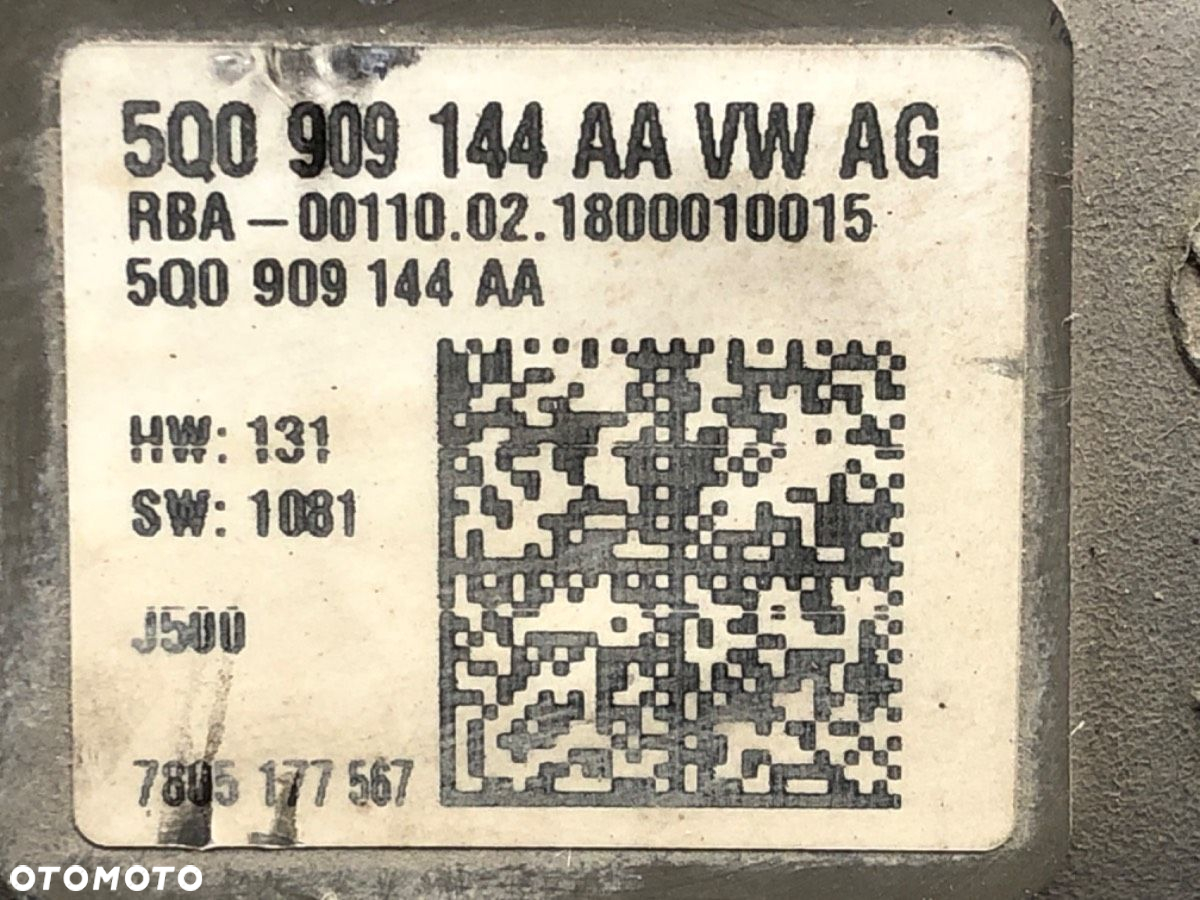 5Q0 909 144 AA VW AG
RBA-00110.02.1800010015
5Q0 909 144 AA
HW: 131
SW: 1081
J500
7805 177 567
OTOMOTO